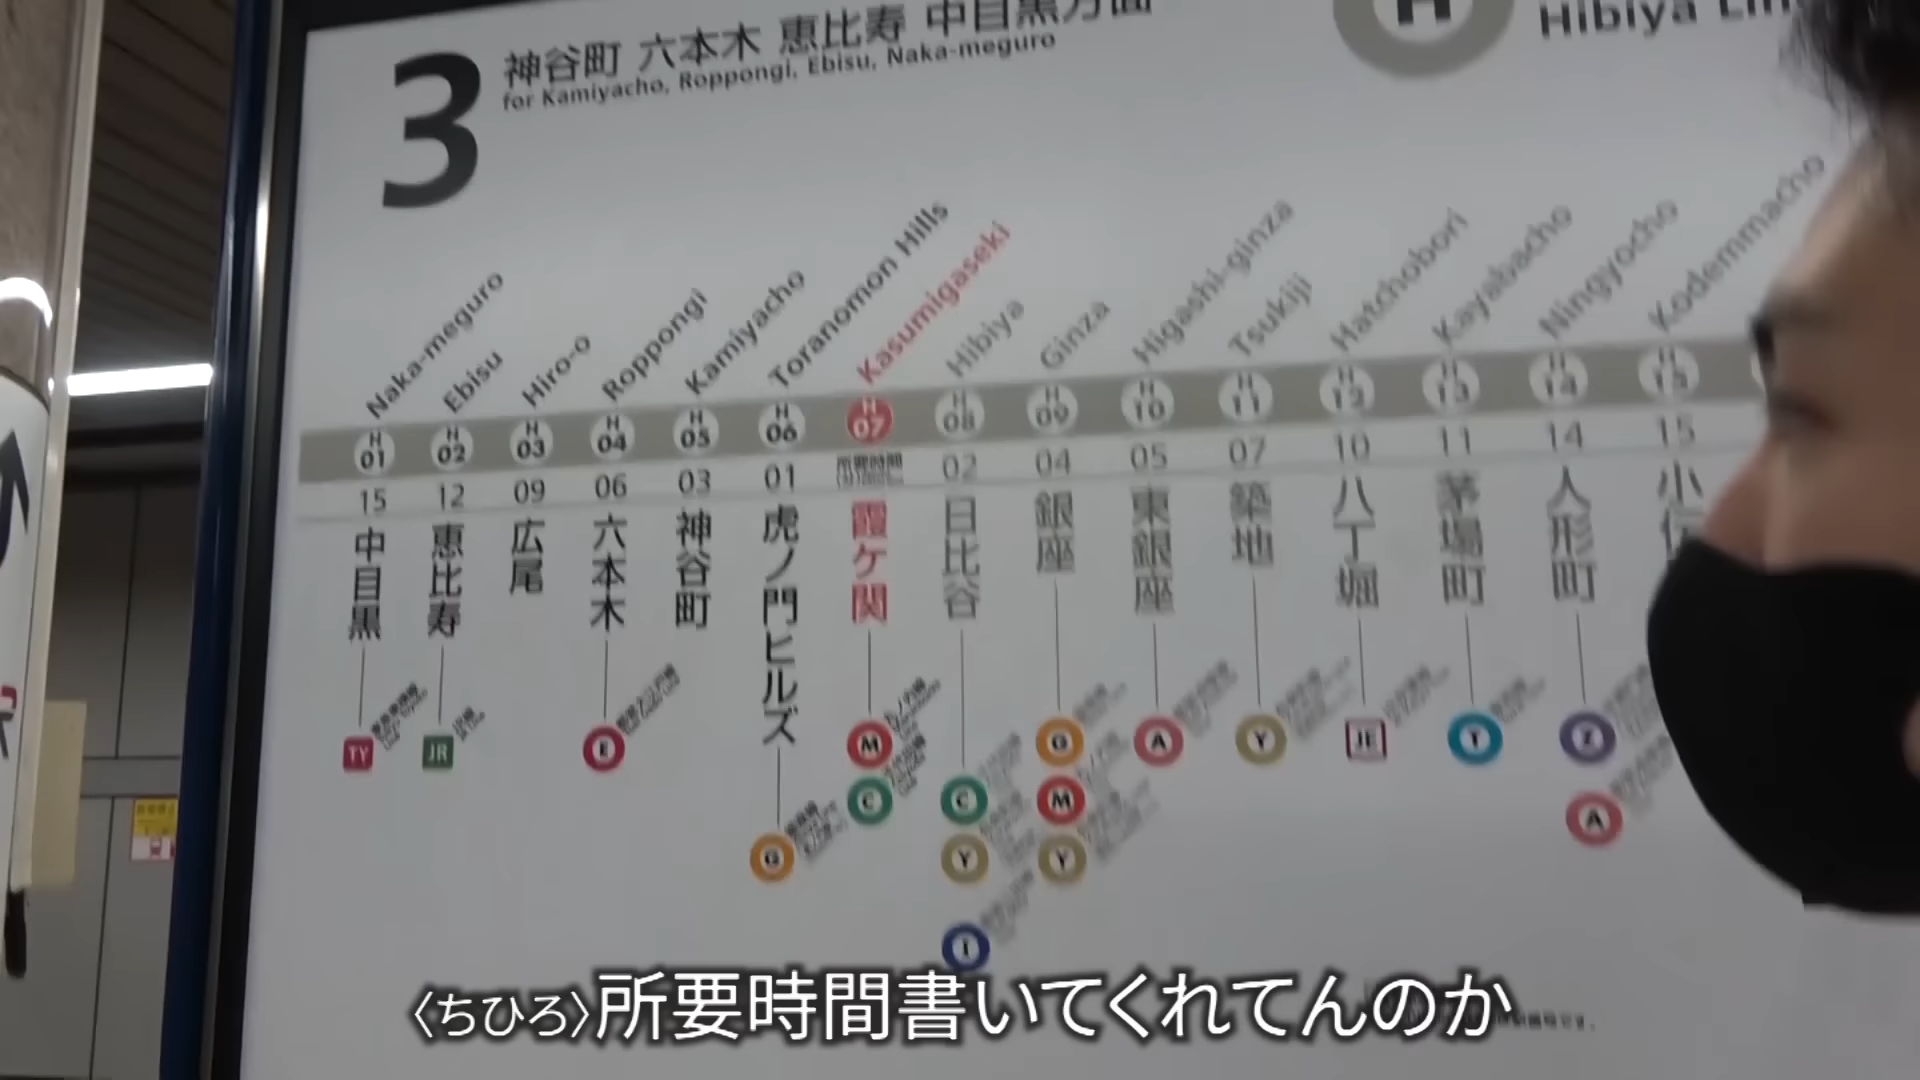 3
神谷町 六本木 恵比寿 中目黒方面
for Kamiyacho, Roppongi, Ebisu, Naka-meguro
H
Hibiya Lin
Naka-meguro
Ebisu
Hiro-o
Roppongi
Kamiyacho
Toranomon Hills
Kasumigaseki
Hibiya
Ginza
Higashi-ginza
Tsukiji
Hatchobori
Kayabacho
Ningyocho
Kodemmacho
H 01
H 02
H 03
H 04
H 05
H 06
H 07
H 08
H 09
H 10
H 11
H 12
H 13
H 14
H 15
15
12
09
06
03
01
所要時間
02
04
05
07
10
11
14
15
中目黒
恵比寿
広尾
六本木
神谷町
虎ノ門ヒルズ
霞ケ関
日比谷
銀座
東銀座
築地
八丁堀
茅場町
人形町
小伝
TY
JR
E
G
M
C
C
Y
I
G
M
Y
A
Y
JE
T
Z
A
〈ちひろ〉所要時間書いてくれてんのか